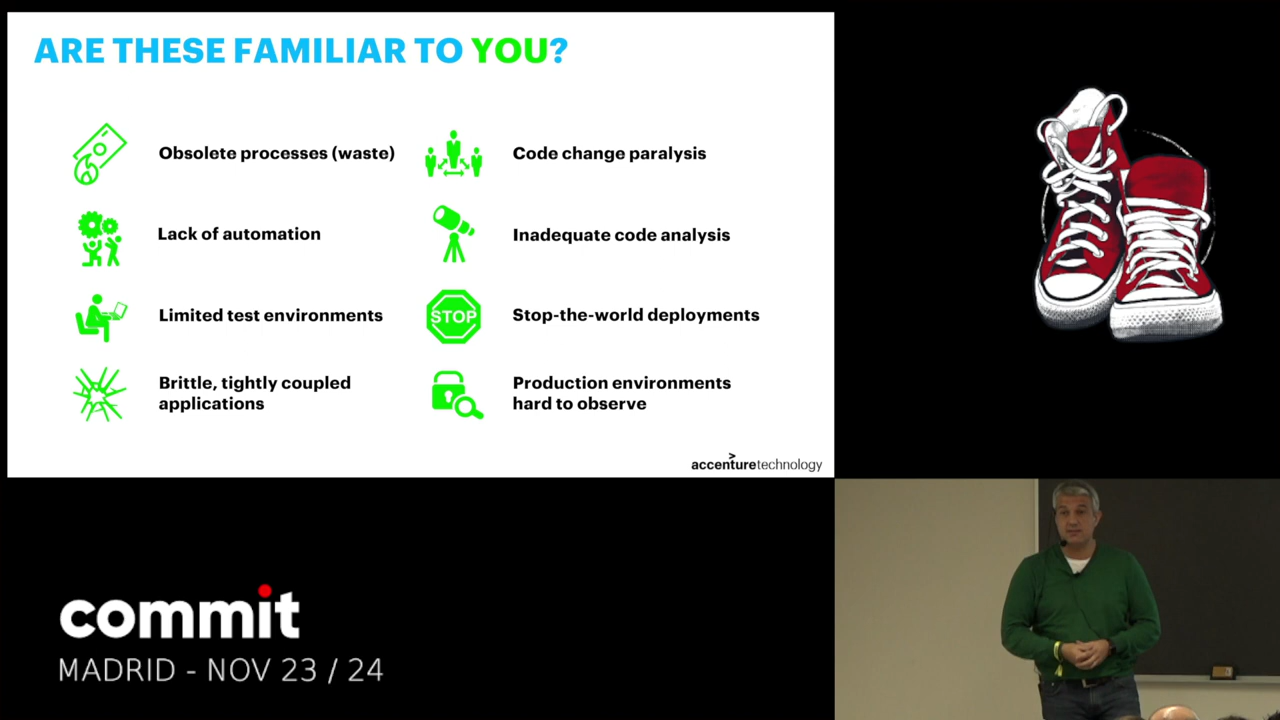 ARE THESE FAMILIAR TO YOU?
Obsolete processes (waste)
Code change paralysis
Lack of automation
Inadequate code analysis
Limited test environments
STOP
Stop-the-world deployments
Brittle, tightly coupled
applications
Production environments
hard to observe
accenturetechnology
commit
MADRID - NOV 23 / 24